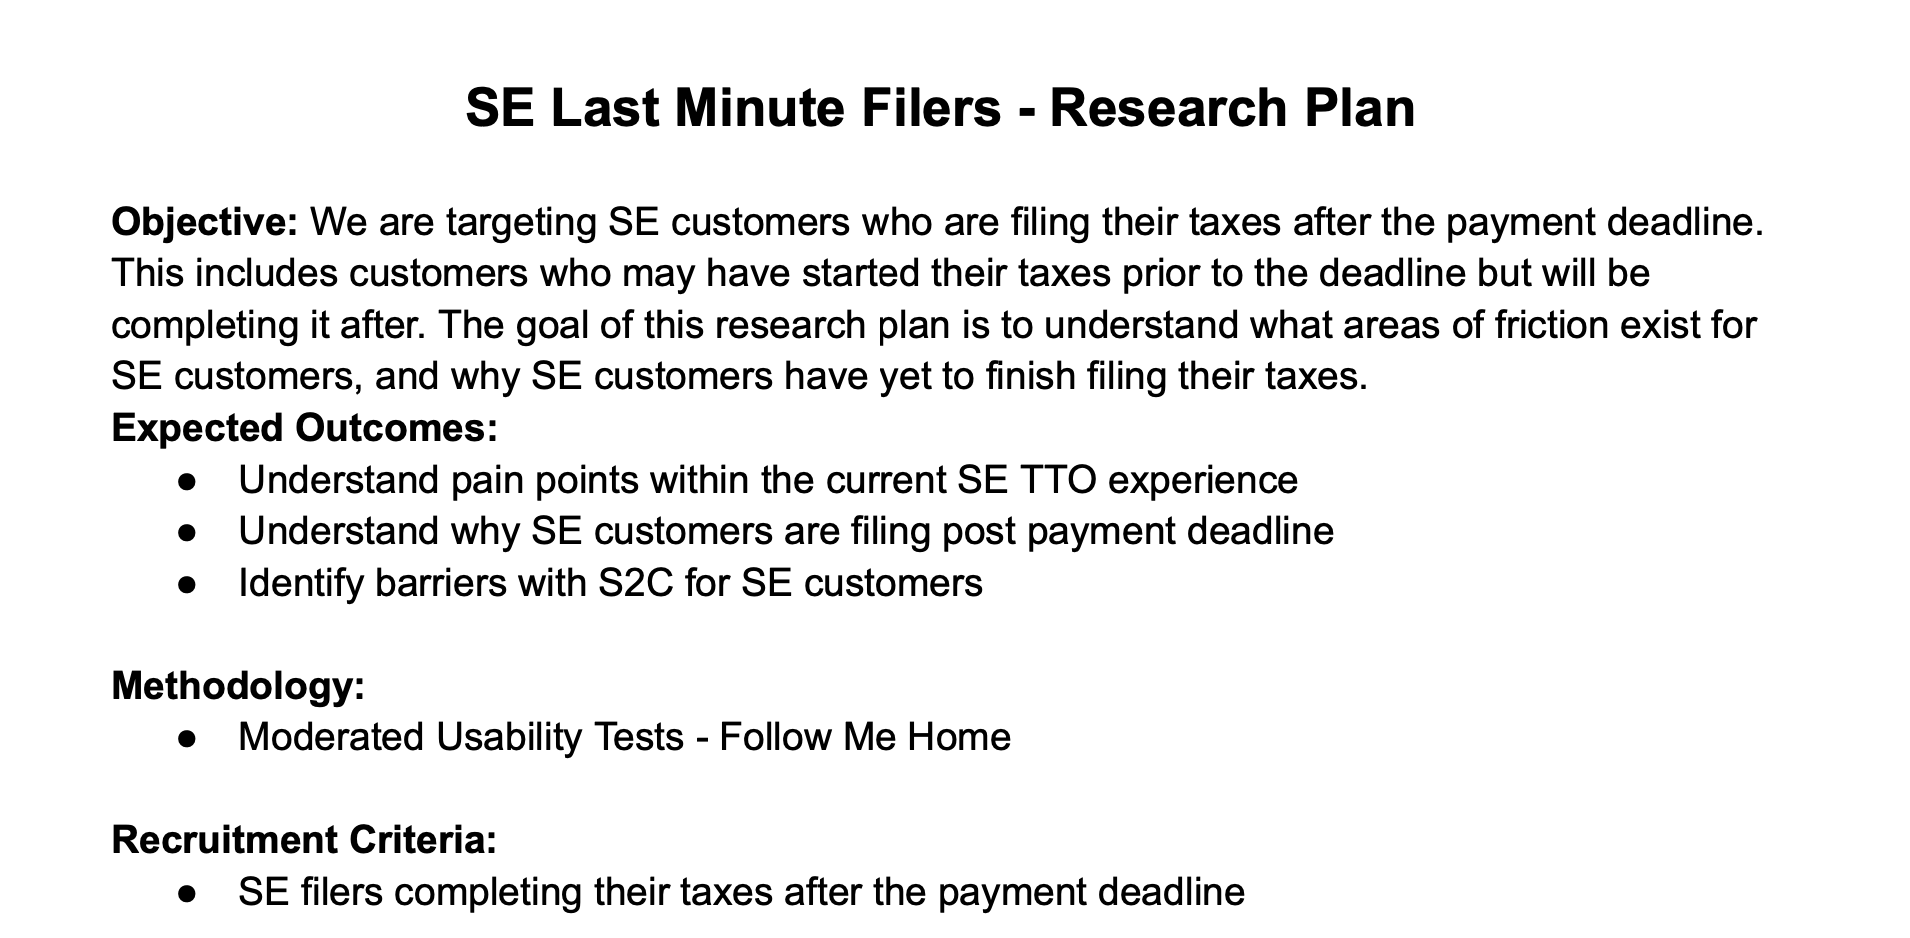 SE Last Minute Filers - Research Plan
Objective: We are targeting SE customers who are filing their taxes after the payment deadline.
This includes customers who may have started their taxes prior to the deadline but will be
completing it after. The goal of this research plan is to understand what areas of friction exist for
SE customers, and why SE customers have yet to finish filing their taxes.
Expected Outcomes:
● Understand pain points within the current SE TTO experience
● Understand why SE customers are filing post payment deadline
● Identify barriers with S2C for SE customers
Methodology:
● Moderated Usability Tests - Follow Me Home
Recruitment Criteria:
● SE filers completing their taxes after the payment deadline